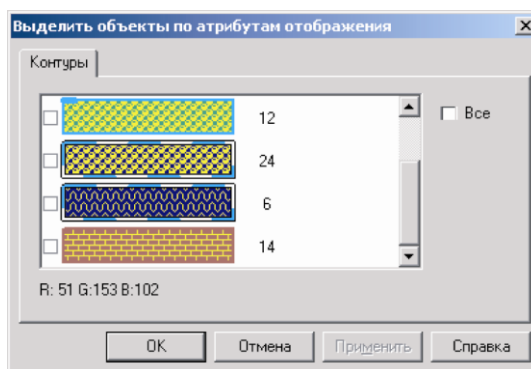 Выделить объекты по атрибутам отображения
Контуры
12
Все
24
6
14
R: 51 G:153 B:102
OK
Отмена
Применить
Справка